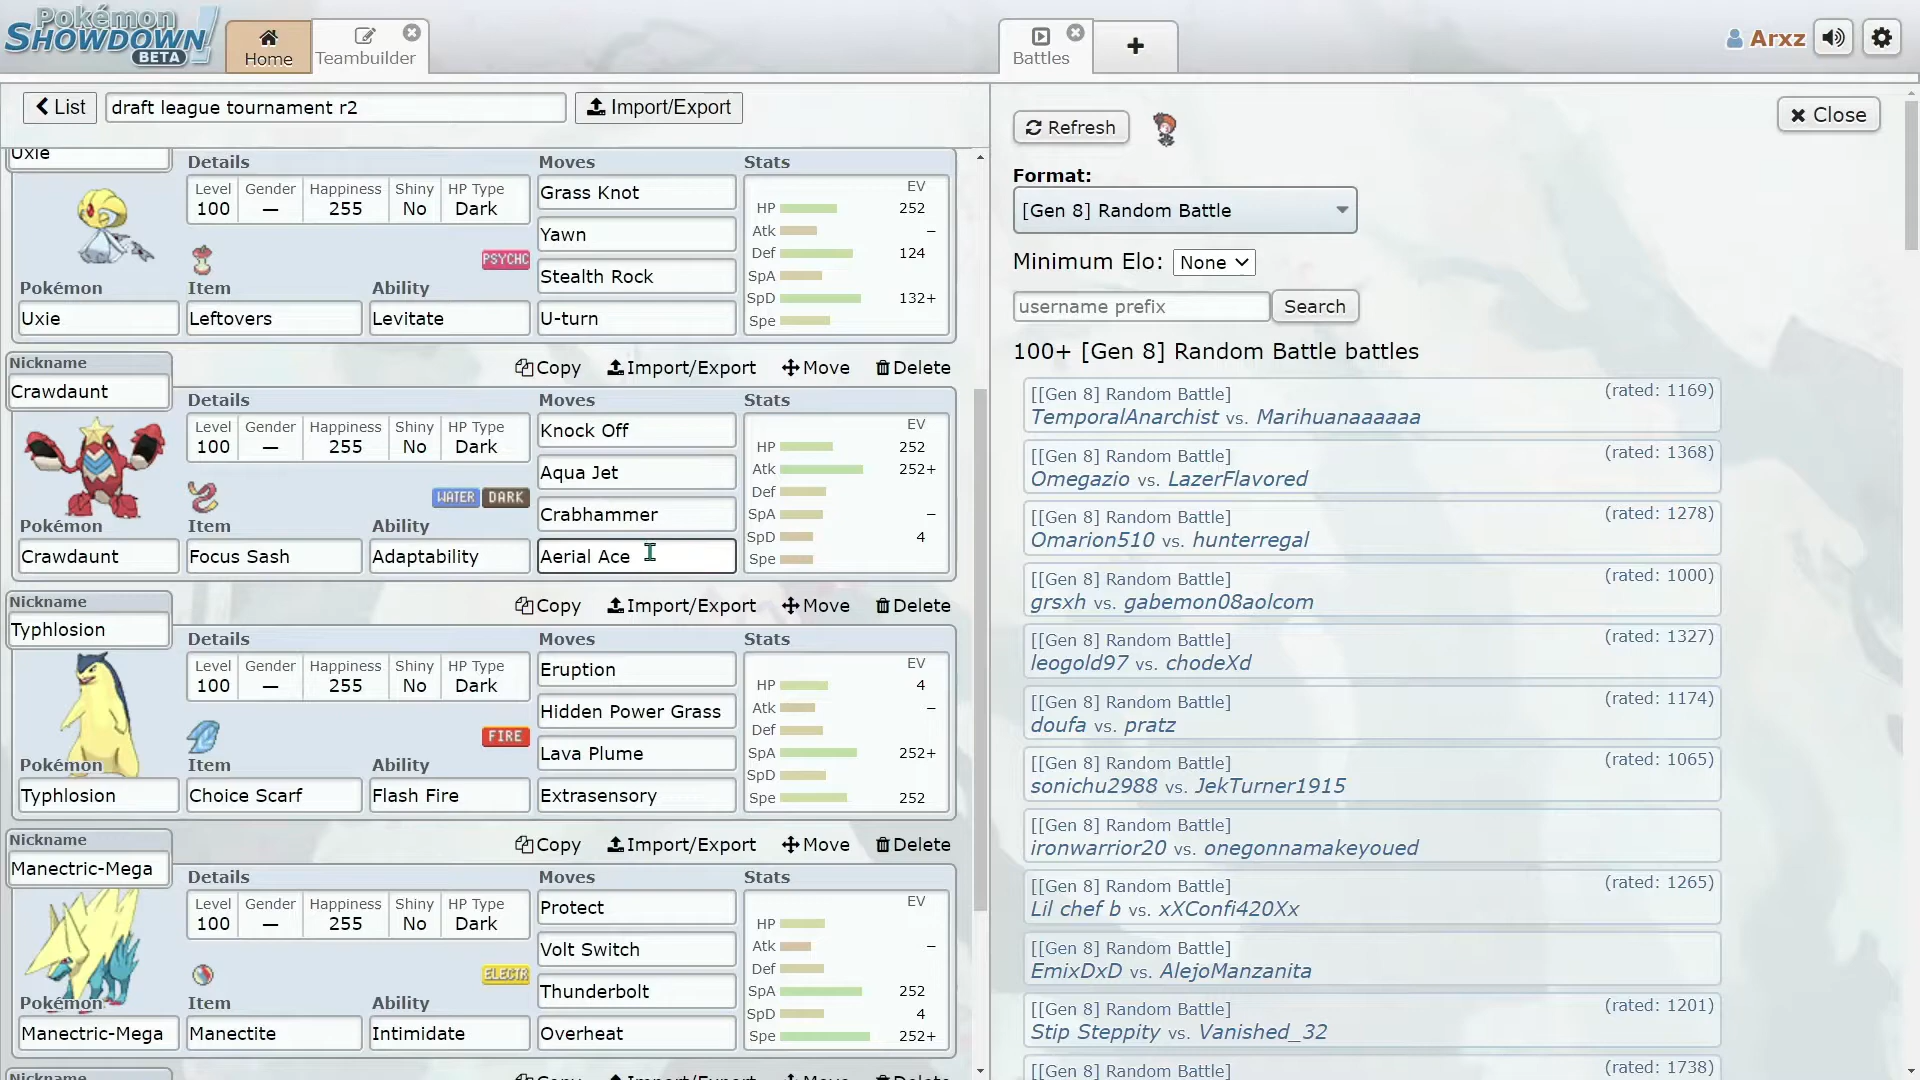 Pokémon
SHOWDOWN!
BETA
Home
Teambuilder
Battles
+
Arxz
List
draft league tournament r2
Import/Export
Uxie
Details
Moves
Stats
Level
Gender
Happiness
Shiny
HP Type
100
—
255
No
Dark
PSYCHC
Pokémon
Item
Ability
Uxie
Leftovers
Levitate
Grass Knot
Yawn
Stealth Rock
U-turn
EV
HP 252
Atk –
Def 124
SpA
SpD 132+
Spe
Nickname
Crawdaunt
Copy
Import/Export
Move
Delete
Details
Moves
Stats
Level
Gender
Happiness
Shiny
HP Type
100
—
255
No
Dark
WATER
DARK
Pokémon
Item
Ability
Crawdaunt
Focus Sash
Adaptability
Knock Off
Aqua Jet
Crabhammer
Aerial Ace
EV
HP 252
Atk 252+
Def
SpA –
SpD 4
Spe
Nickname
Typhlosion
Copy
Import/Export
Move
Delete
Details
Moves
Stats
Level
Gender
Happiness
Shiny
HP Type
100
—
255
No
Dark
FIRE
Pokémon
Item
Ability
Typhlosion
Choice Scarf
Flash Fire
Eruption
Hidden Power Grass
Lava Plume
Extrasensory
EV
HP 4
Atk –
Def
SpA 252+
SpD
Spe 252
Nickname
Manectric-Mega
Copy
Import/Export
Move
Delete
Details
Moves
Stats
Level
Gender
Happiness
Shiny
HP Type
100
—
255
No
Dark
ELECTR
Pokémon
Item
Ability
Manectric-Mega
Manectite
Intimidate
Protect
Volt Switch
Thunderbolt
Overheat
EV
HP
Atk –
Def
SpA 252
SpD 4
Spe 252+
Nickname
Copy
Import/Export
Move
Delete
Refresh
Close
Format:
[Gen 8] Random Battle
Minimum Elo: None
username prefix
Search
100+ [Gen 8] Random Battle battles
[[Gen 8] Random Battle] (rated: 1169)
TemporalAnarchist vs. Marihuanaaaaaa
[[Gen 8] Random Battle] (rated: 1368)
Omegazio vs. LazerFlavored
[[Gen 8] Random Battle] (rated: 1278)
Omarion510 vs. hunterregal
[[Gen 8] Random Battle] (rated: 1000)
grsxh vs. gabemon08aolcom
[[Gen 8] Random Battle] (rated: 1327)
leogold97 vs. chodeXd
[[Gen 8] Random Battle] (rated: 1174)
doufa vs. pratz
[[Gen 8] Random Battle] (rated: 1065)
sonichu2988 vs. JekTurner1915
[[Gen 8] Random Battle]
ironwarrior20 vs. onegonnamakeyoued
[[Gen 8] Random Battle] (rated: 1265)
Lil chef b vs. xXConfi420Xx
[[Gen 8] Random Battle]
EmixDxD vs. AlejoManzanita
[[Gen 8] Random Battle] (rated: 1201)
Stip Steppity vs. Vanished_32
[[Gen 8] Random Battle] (rated: 1738)